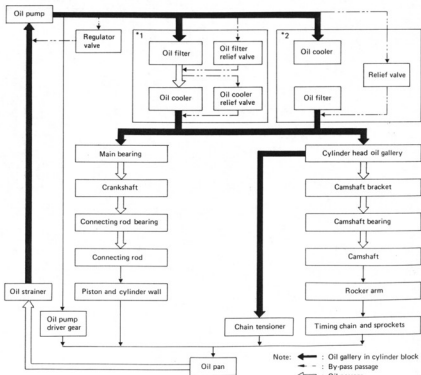 Oil pump
Regulator
valve
*1
Oil filter
Oil filter
relief valve
Oil cooler
Oil cooler
relief valve
*2
Oil cooler
Relief valve
Oil filter
Main bearing
Cylinder head oil gallery
Crankshaft
Camshaft bracket
Connecting rod bearing
Camshaft bearing
Connecting rod
Camshaft
Oil strainer
Piston and cylinder wall
Rocker arm
Oil pump
driver gear
Chain tensioner
Timing chain and sprockets
Oil pan
Note:
: Oil gallery in cylinder block
: By-pass passage